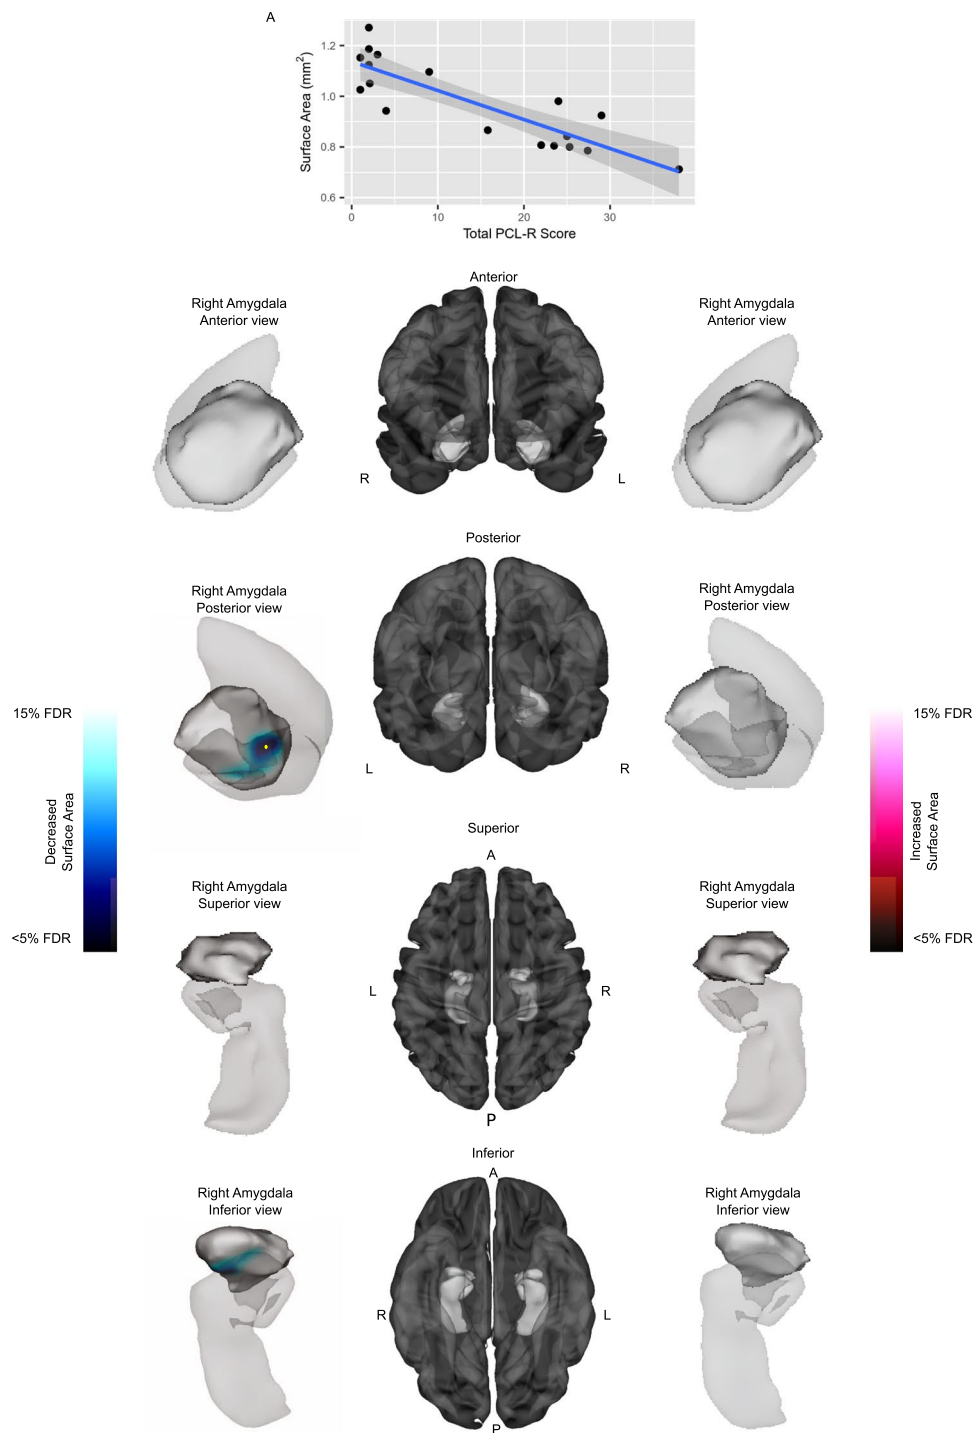 A
Surface Area (mm²)
1.2
1.0
0.8
0.6
0
10
20
30
Total PCL-R Score
Anterior
Right Amygdala
Anterior view
Right Amygdala
Anterior view
R
L
Posterior
Right Amygdala
Posterior view
Right Amygdala
Posterior view
L
R
15% FDR
Decreased
Surface Area
<5% FDR
15% FDR
Increased
Surface Area
<5% FDR
Superior
A
Right Amygdala
Superior view
Right Amygdala
Superior view
L
R
P
Inferior
A
Right Amygdala
Inferior view
Right Amygdala
Inferior view
R
L
P